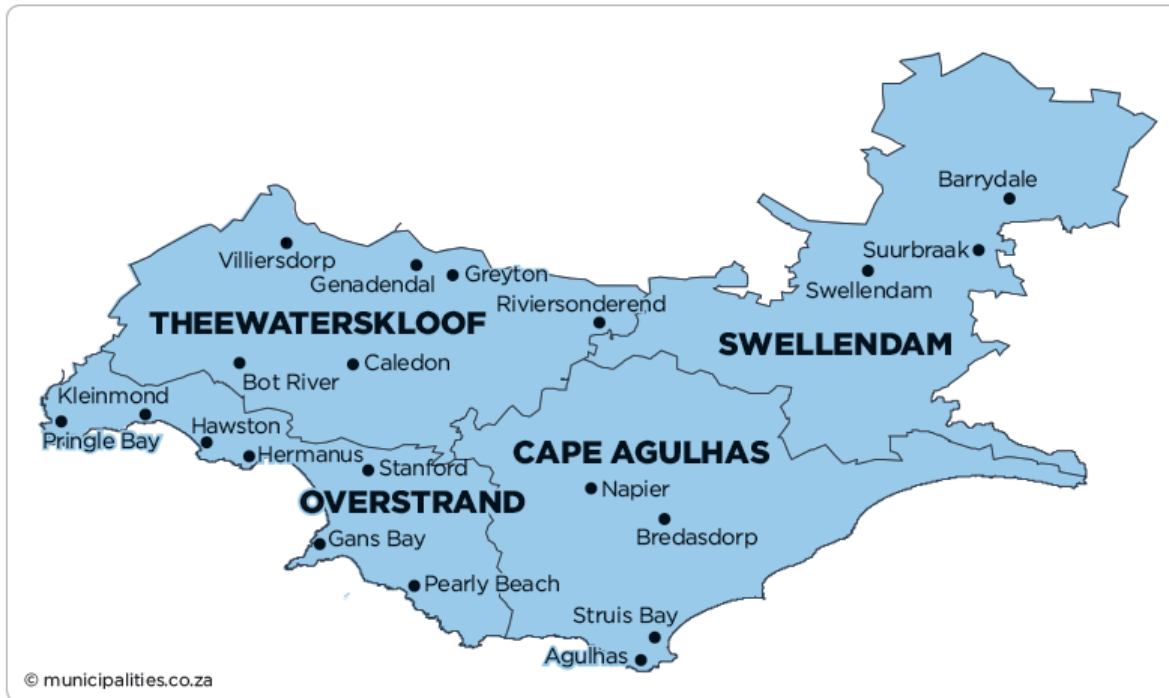 Barrydale
Suurbraak
Swellendam
Villiersdorp
Genadendal
Greyton
Riviersonderend
THEEWATERSKLOOF
SWELLENDAM
Caledon
Bot River
Kleinmond
Pringle Bay
Hawston
Hermanus
Stanford
CAPE AGULHAS
OVERSTRAND
Napier
Bredasdorp
Gans Bay
Pearly Beach
Struis Bay
Agulhas
© municipalities.co.za